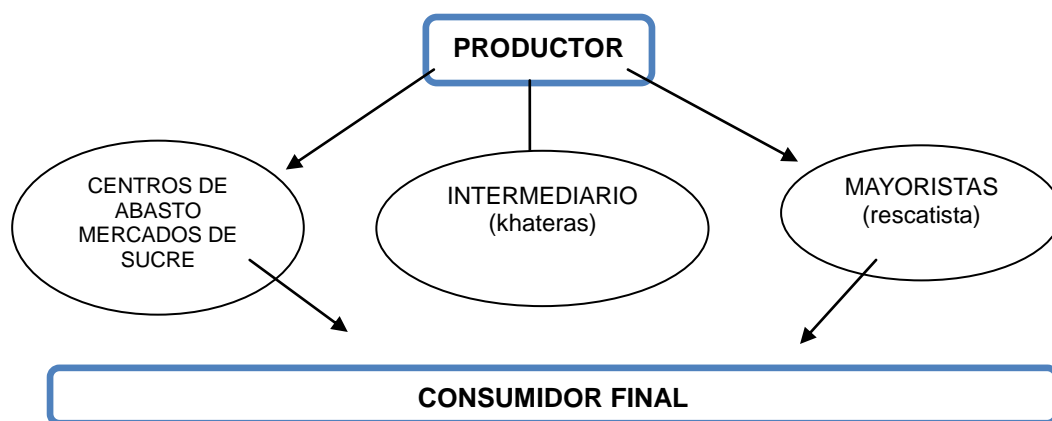 PRODUCTOR
CENTROS DE
ABASTO
MERCADOS DE
SUCRE
INTERMEDIARIO
(khateras)
MAYORISTAS
(rescatista)
CONSUMIDOR FINAL